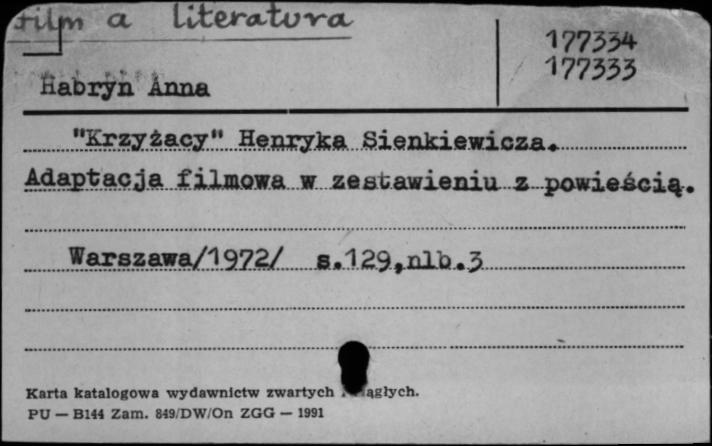 film a literatura
177334
177333
Habryn Anna
"Krzyżacy" Henryka Sienkiewicza.
Adaptacja filmowa w zestawieniu z powieścią.
Warszawa/1972/ s.129,nlb.3
Karta katalogowa wydawnictw zwartych
PU — B144 Zam. 849/DW/On ZGG — 1991